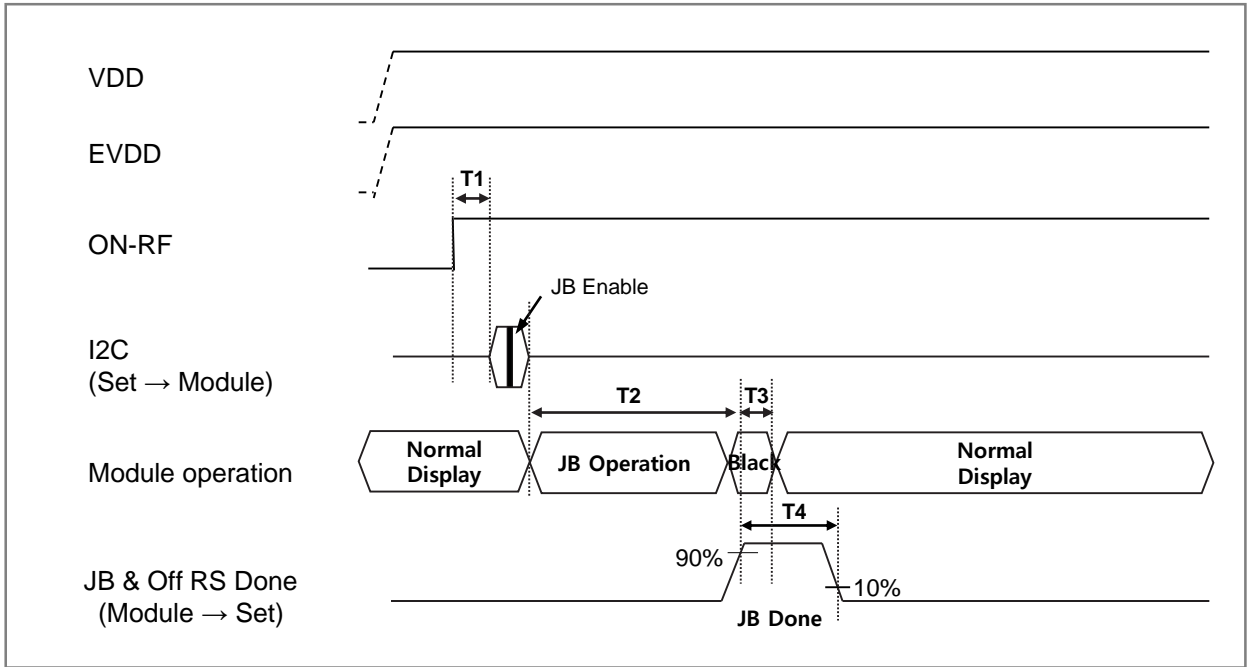 VDD
EVDD
T1
ON-RF
JB Enable
I2C
(Set → Module)
T2
T3
Module operation
Normal
Display
JB Operation
Black
Normal
Display
T4
JB & Off RS Done
(Module → Set)
90%
10%
JB Done